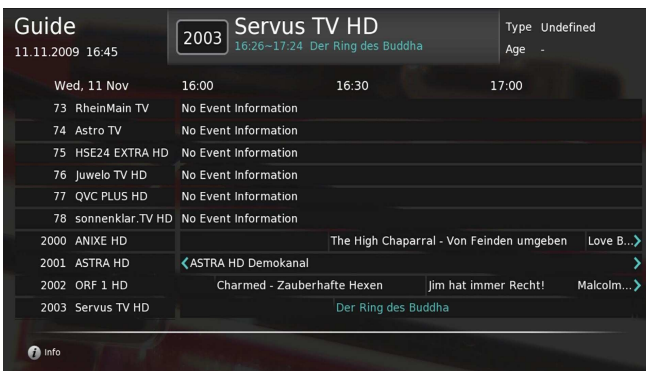 Guide
11.11.2009 16:45
2003 Servus TV HD
16:26~17:24 Der Ring des Buddha
Type Undefined
Age -
Wed, 11 Nov 16:00 16:30 17:00
73 RheinMain TV No Event Information
74 Astro TV No Event Information
75 HSE24 EXTRA HD No Event Information
76 Juwelo TV HD No Event Information
77 QVC PLUS HD No Event Information
78 sonnenklar.TV HD No Event Information
2000 ANIXE HD The High Chaparral - Von Feinden umgeben Love B...
2001 ASTRA HD ASTRA HD Demokanal
2002 ORF 1 HD Charmed - Zauberhafte Hexen Jim hat immer Recht! Malcolm...
2003 Servus TV HD Der Ring des Buddha
i Info